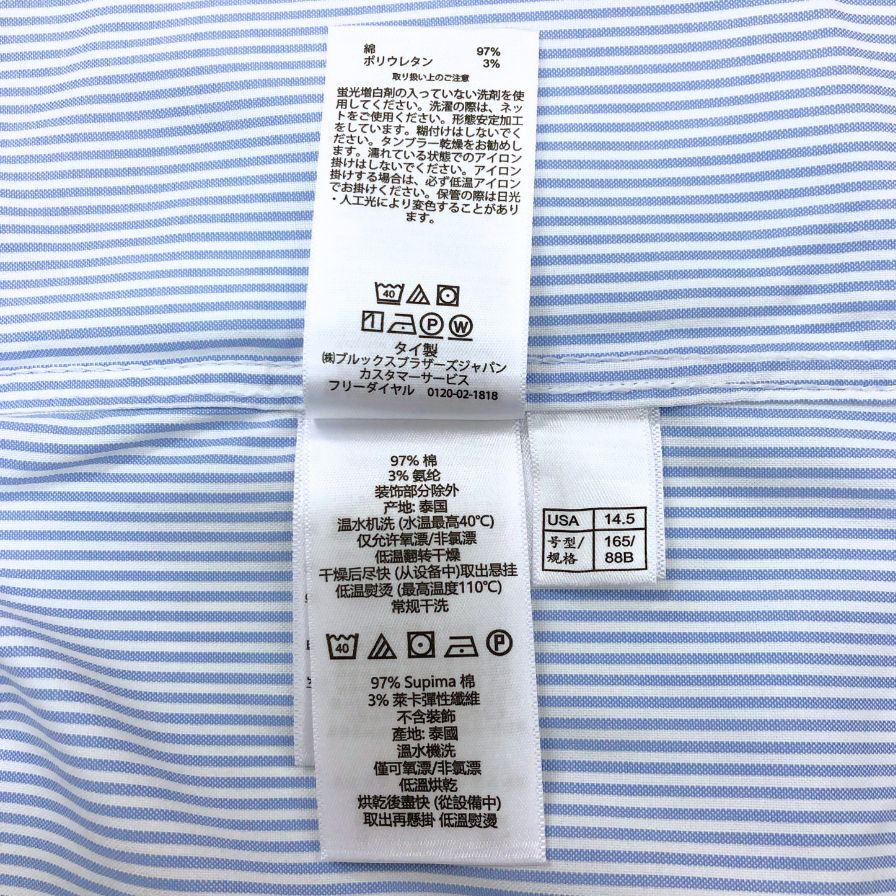 綿 97%
ポリウレタン 3%
取り扱い上のご注意
蛍光増白剤の入っていない洗剤を使
用してください。洗濯の際は、ネッ
トをご使用ください。形態安定加工
をしています。糊付けはしないでく
ださい。タンブラー乾燥をお勧めし
ます。濡れている状態でのアイロン
掛けはしないでください。アイロン
掛けする場合は、必ず低温アイロン
でお掛けください。保管の際は日光
・人工光により変色することがあり
ます。
40
P W
タイ製
㈱ブルックスブラザーズジャパン
カスタマーサービス
フリーダイヤル 0120-02-1818
97% 棉
3% 氨纶
装饰部分除外
产地: 泰国
温水机洗 (水温最高40℃)
仅允许氧漂/非氯漂
低温翻转干燥
干燥后尽快 (从设备中)取出悬挂
低温熨烫 (最高温度110℃)
常规干洗
40 P
97% Supima 棉
3% 萊卡彈性纖維
不含裝飾
產地: 泰國
溫水機洗
僅可氧漂/非氯漂
低溫烘乾
烘乾後盡快 (從設備中)
取出再懸掛 低溫熨燙
USA 14.5
号型/ 165/
规格 88B